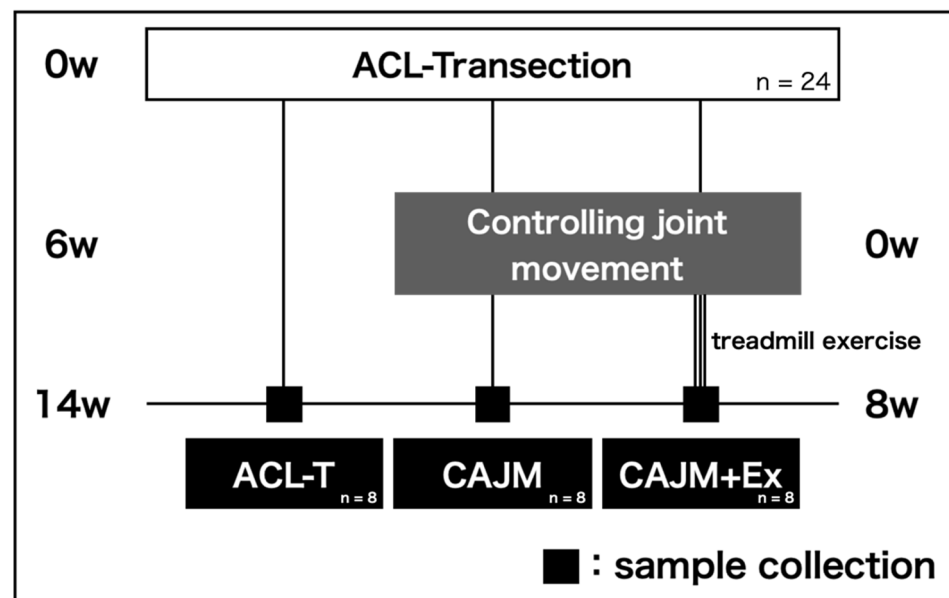 0w
ACL-Transection
n = 24
6w
Controlling joint
movement
0w
treadmill exercise
14w
8w
ACL-T
n = 8
CAJM
n = 8
CAJM+Ex
n = 8
: sample collection